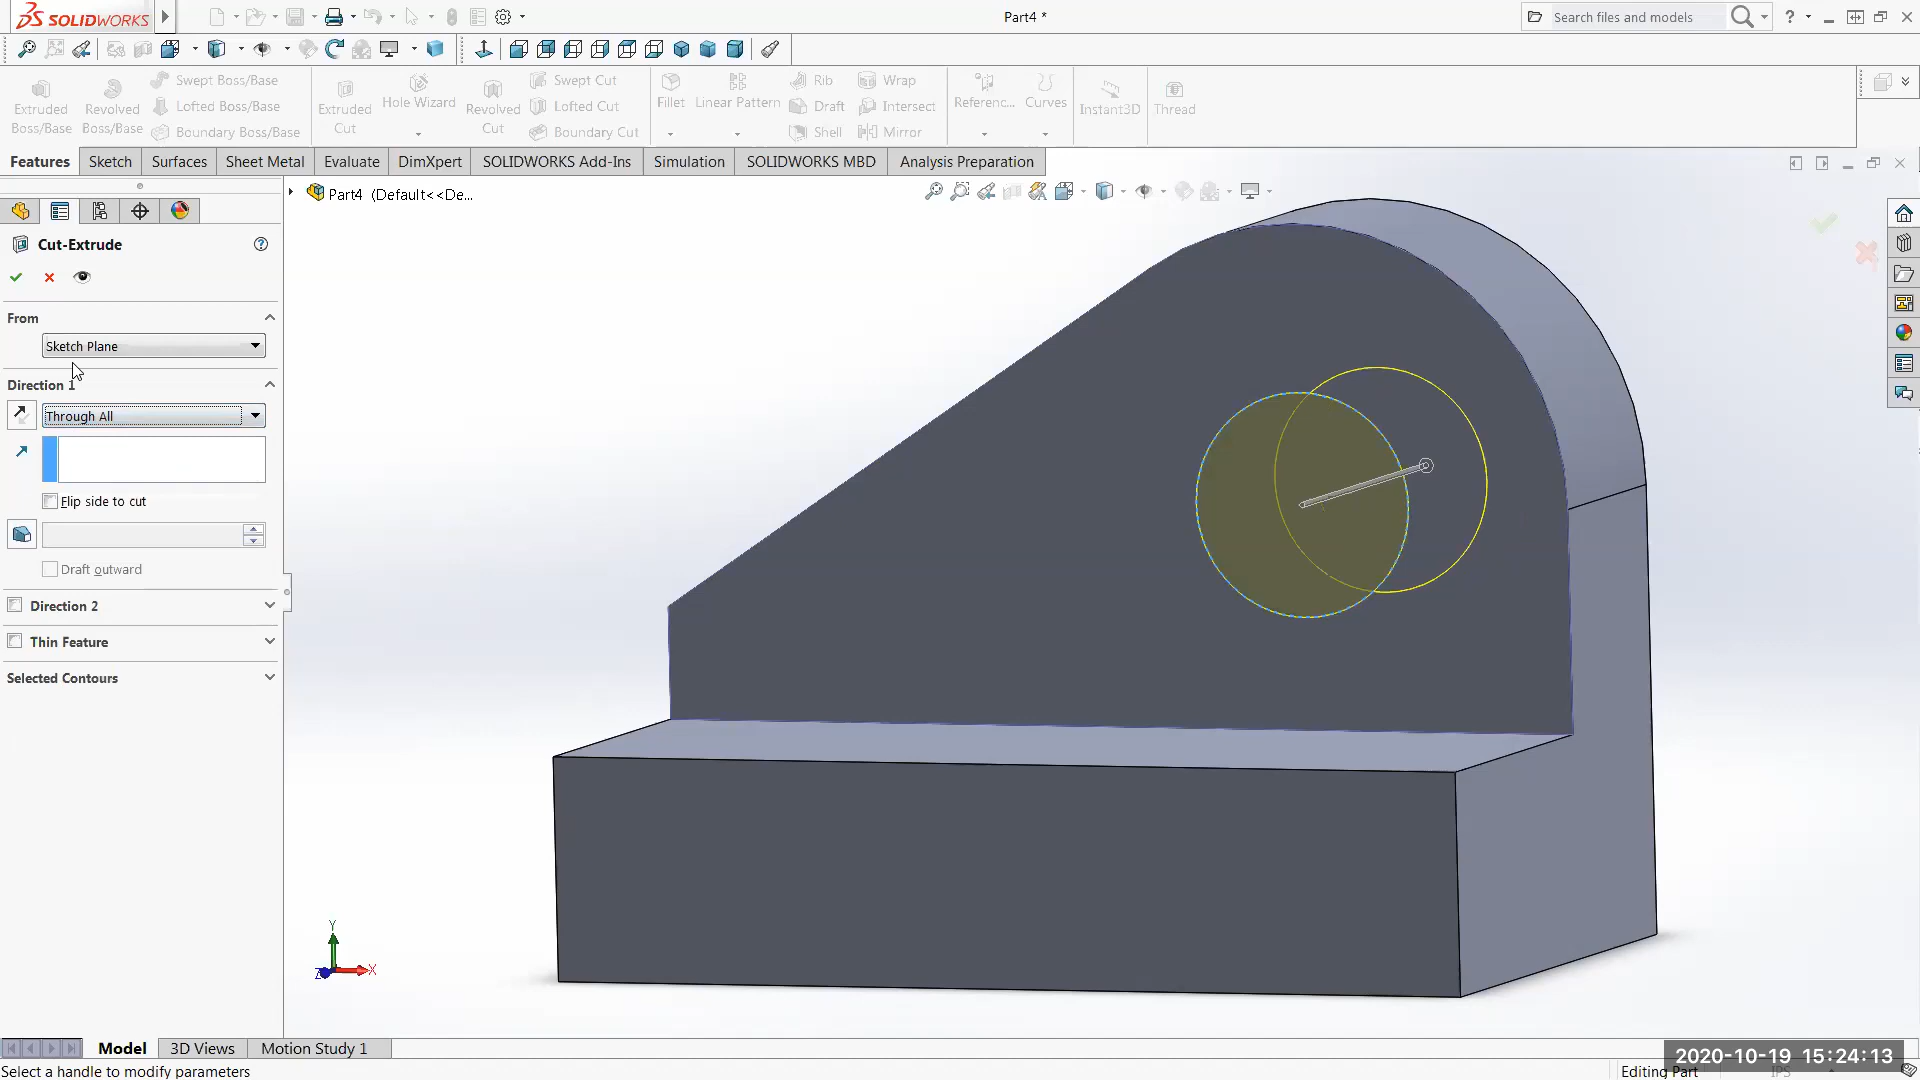 SOLIDWORKS
Part4 *
Search files and models
Extruded Boss/Base
Revolved Boss/Base
Swept Boss/Base
Lofted Boss/Base
Boundary Boss/Base
Extruded Cut
Hole Wizard
Revolved Cut
Swept Cut
Lofted Cut
Boundary Cut
Fillet
Linear Pattern
Rib
Draft
Shell
Wrap
Intersect
Mirror
Referenc...
Curves
Instant3D
Thread
Features
Sketch
Surfaces
Sheet Metal
Evaluate
DimXpert
SOLIDWORKS Add-Ins
Simulation
SOLIDWORKS MBD
Analysis Preparation
Part4 (Default<<De...
Cut-Extrude
From
Sketch Plane
Direction 1
Through All
Flip side to cut
Draft outward
Direction 2
Thin Feature
Selected Contours
Y
X
Z
Model
3D Views
Motion Study 1
2020-10-19 15:24:13
Select a handle to modify parameters
Editing Part
IPS